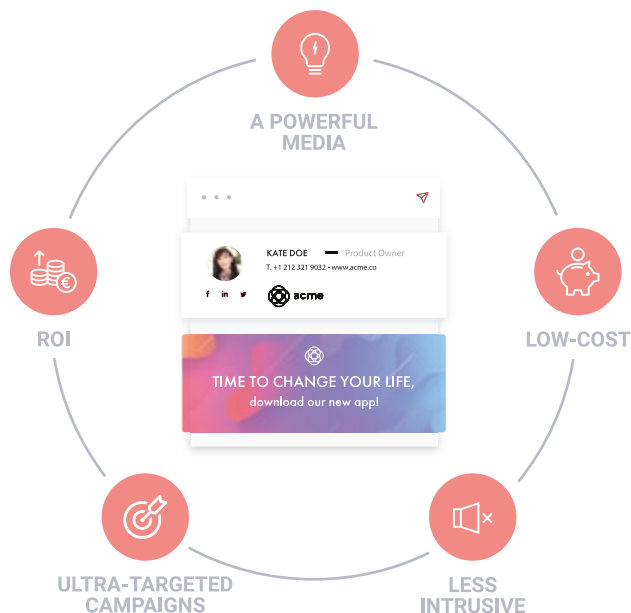 A POWERFUL
MEDIA
KATE DOE — Product Owner
T. +1 212 321 9032 • www.acme.co
f in
acme
ROI
LOW-COST
TIME TO CHANGE YOUR LIFE,
download our new app!
ULTRA-TARGETED
CAMPAIGNS
LESS
INTRUSIVE